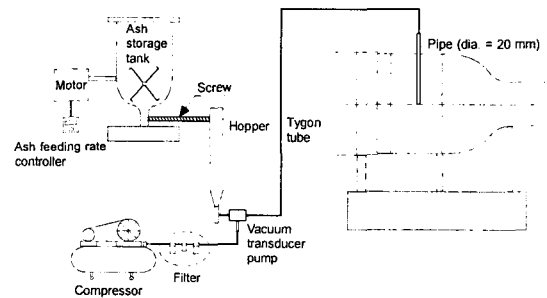 Ash
storage
tank
Motor
Screw
Ash feeding rate
controller
Hopper
Tygon
tube
Pipe (dia. = 20 mm)
Vacuum
transducer
pump
Filter
Compressor